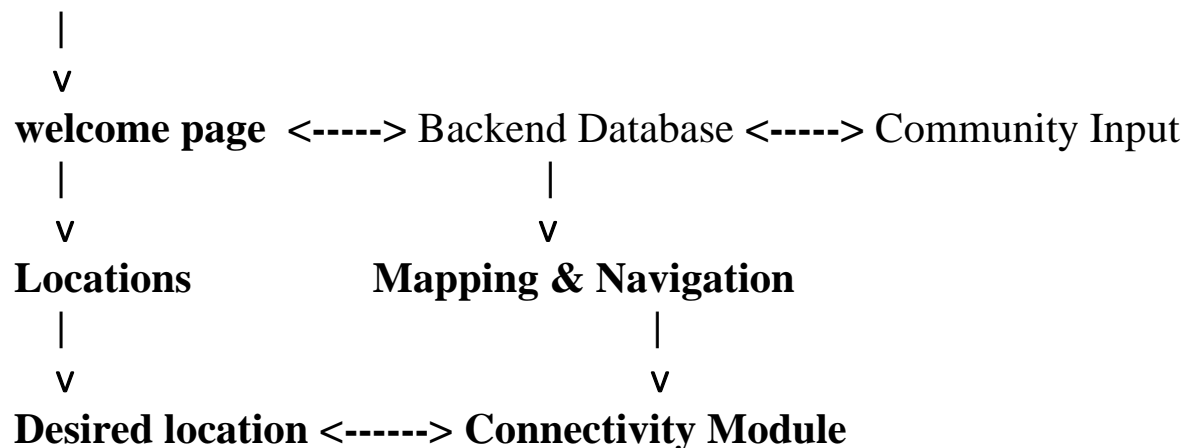 |
v
welcome page <-----> Backend Database <-----> Community Input
| |
v v
Locations Mapping & Navigation
| |
v v
Desired location <------> Connectivity Module